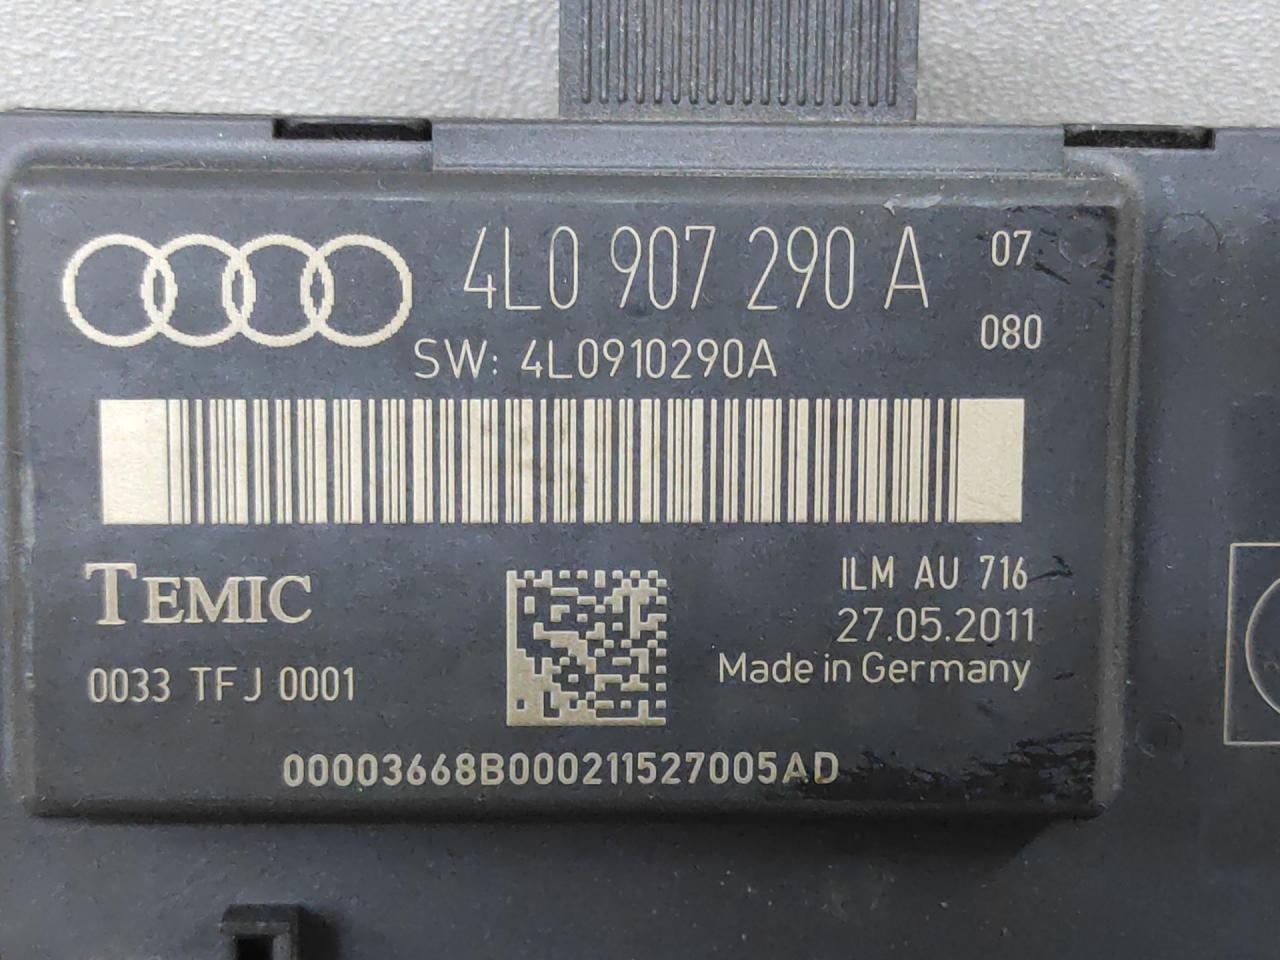 4L0 907 290 A 07
080
SW: 4L0910290A
TEMIC
ILM AU 716
27.05.2011
Made in Germany
0033 TFJ 0001
00003668B000211527005AD